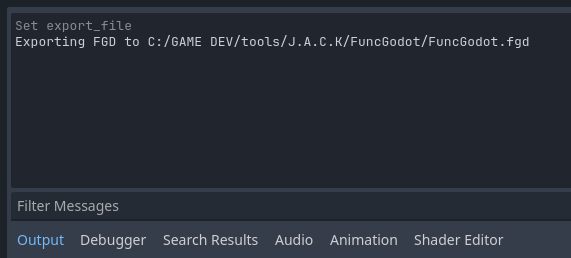 Set export_file
Exporting FGD to C:/GAME DEV/tools/J.A.C.K/FuncGodot/FuncGodot.fgd
Filter Messages
Output Debugger Search Results Audio Animation Shader Editor